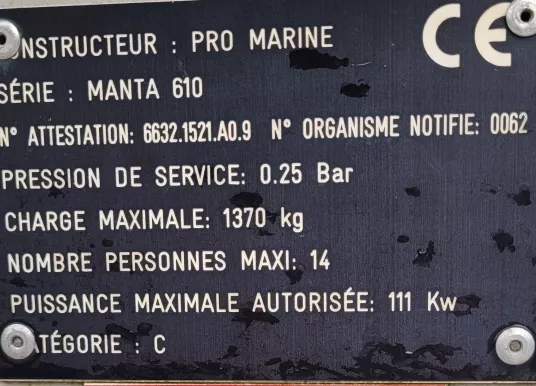 ONSTRUCTEUR : PRO MARINE CE
SÉRIE : MANTA 610
N° ATTESTATION: 6632.1521.A0.9 N° ORGANISME NOTIFIE: 0062
PRESSION DE SERVICE: 0.25 Bar
CHARGE MAXIMALE: 1370 kg
NOMBRE PERSONNES MAXI: 14
PUISSANCE MAXIMALE AUTORISÉE: 111 Kw
ATÉGORIE : C